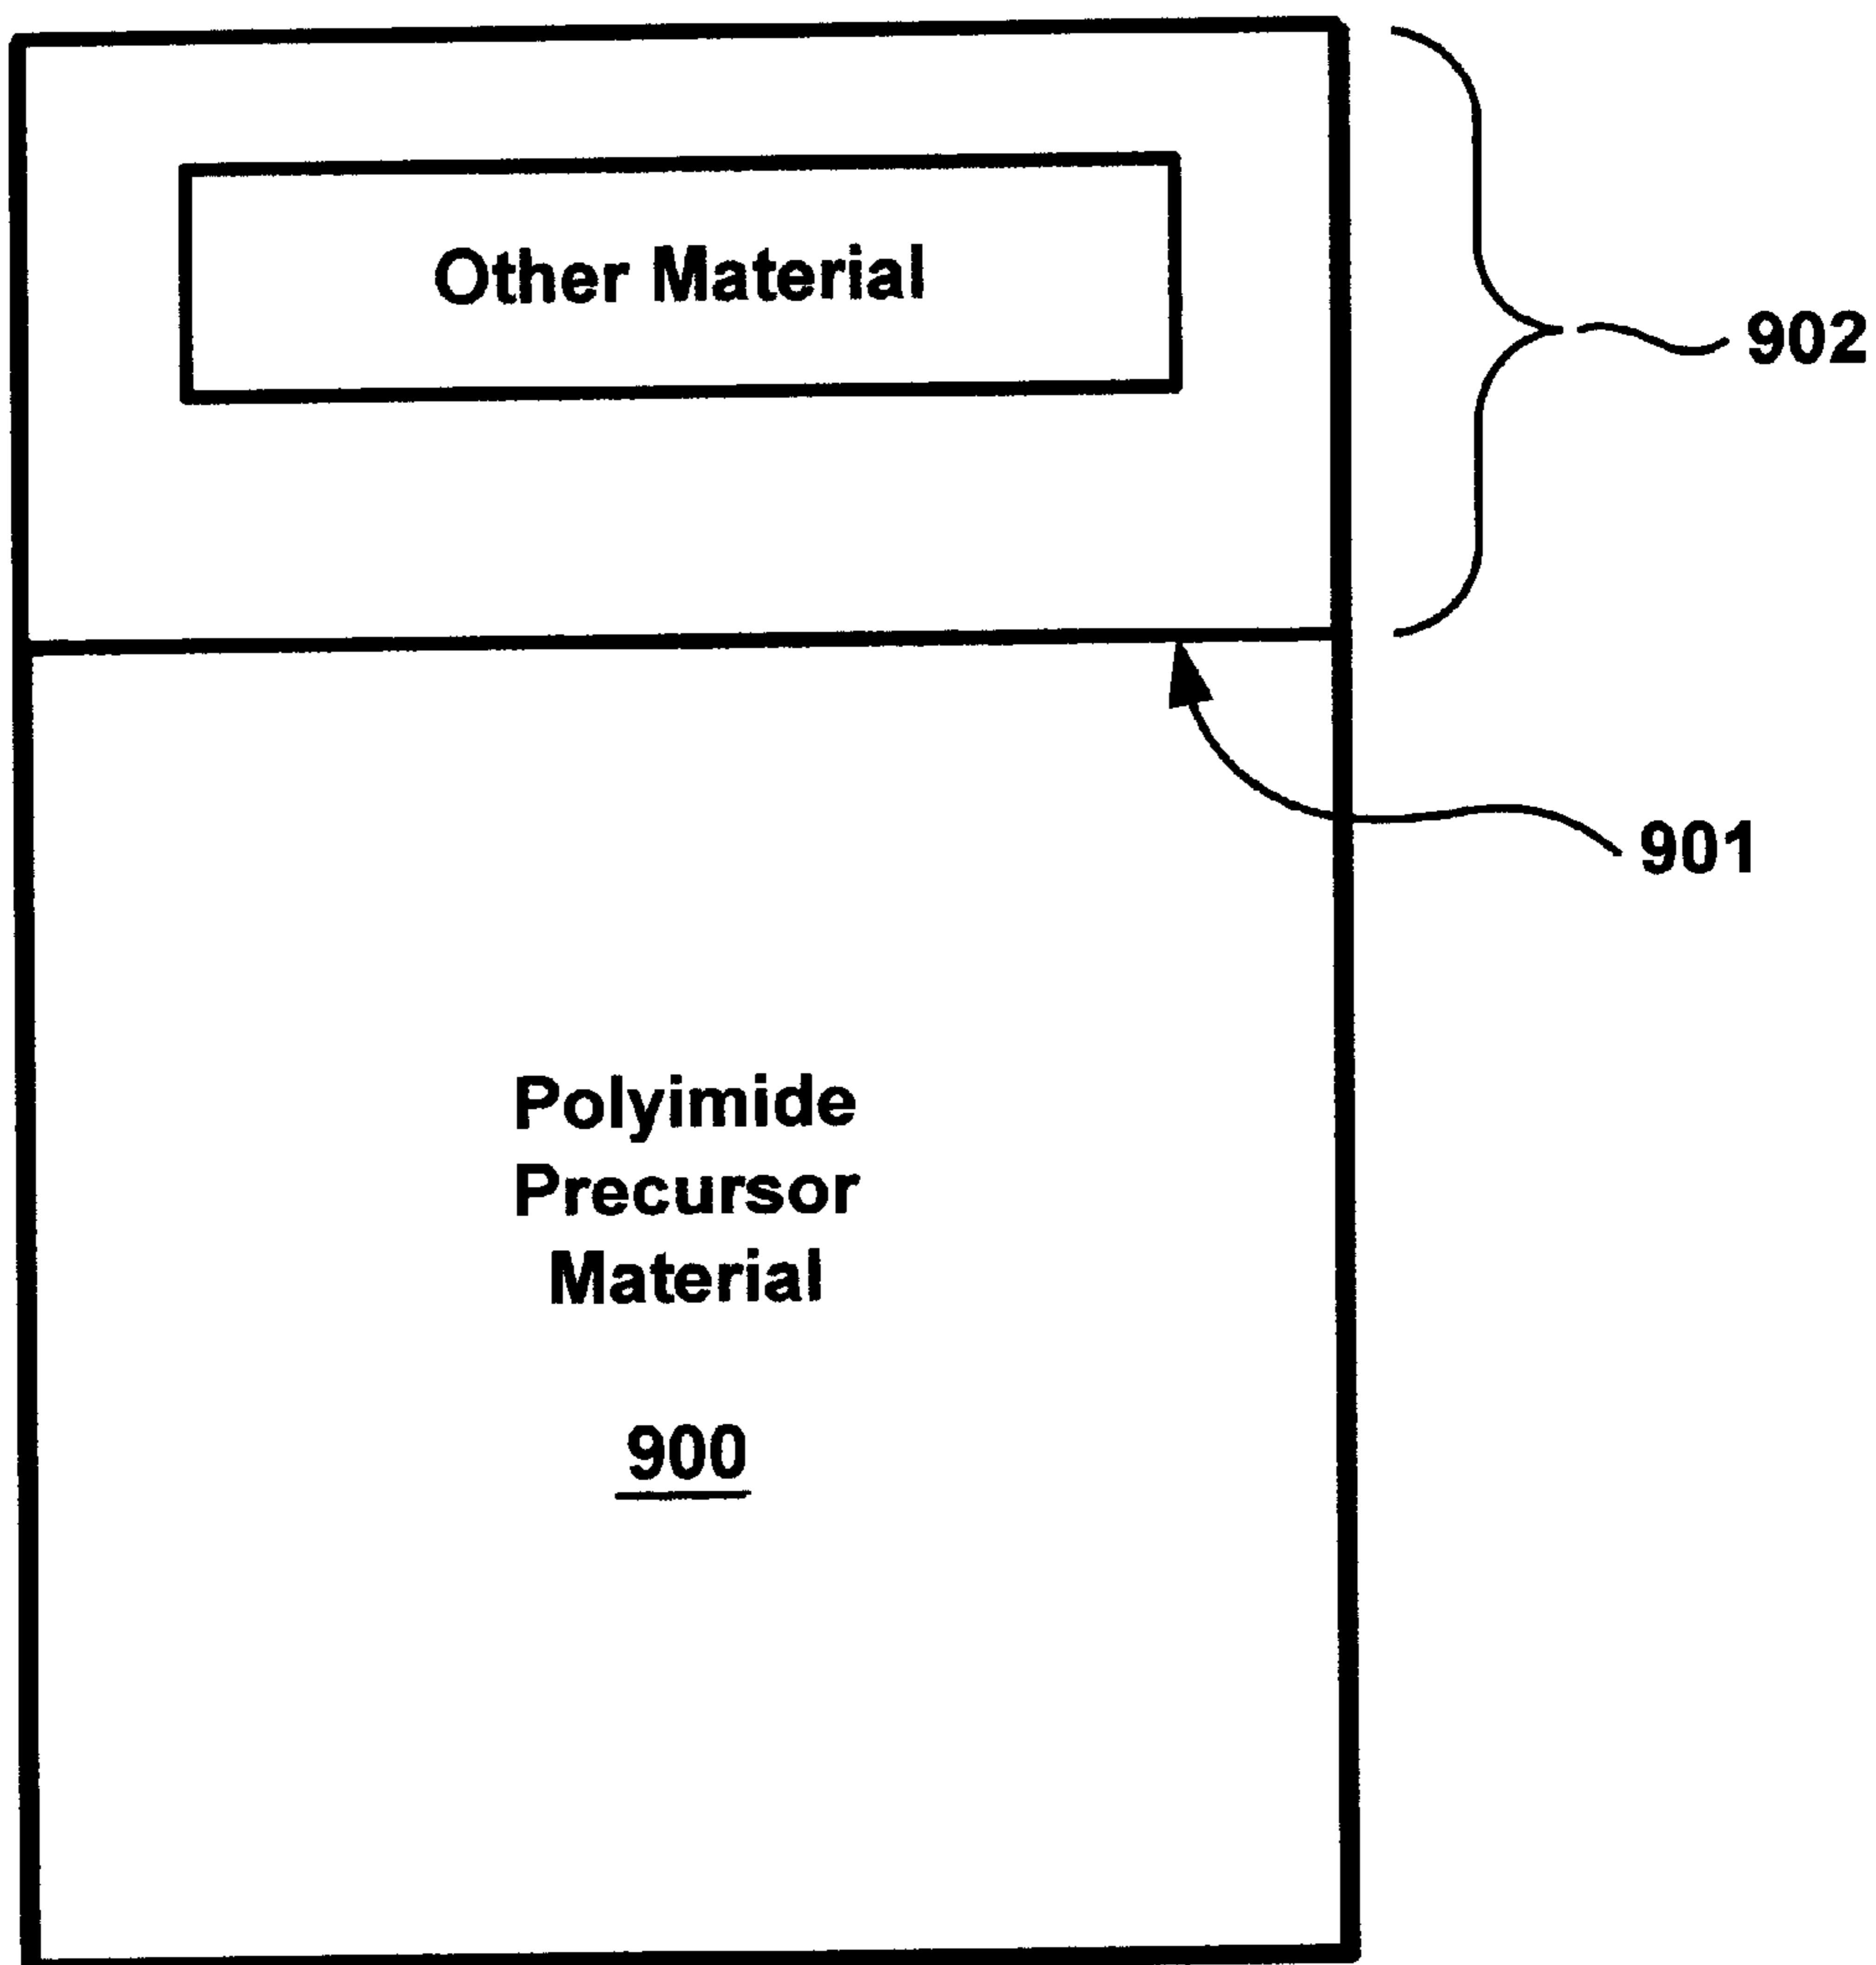 Other Material
902
901
Polyimide
Precursor
Material
900